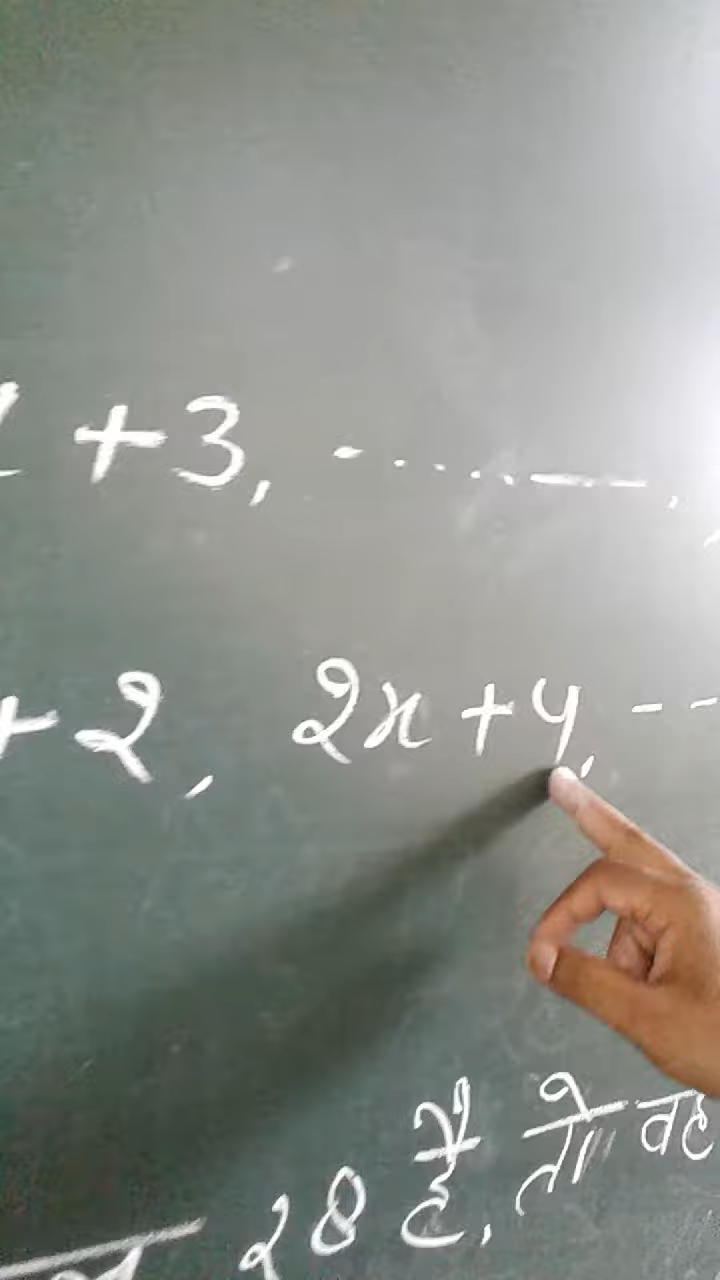 +3, ........
+2, 2x+4, --
28 है, तो वह